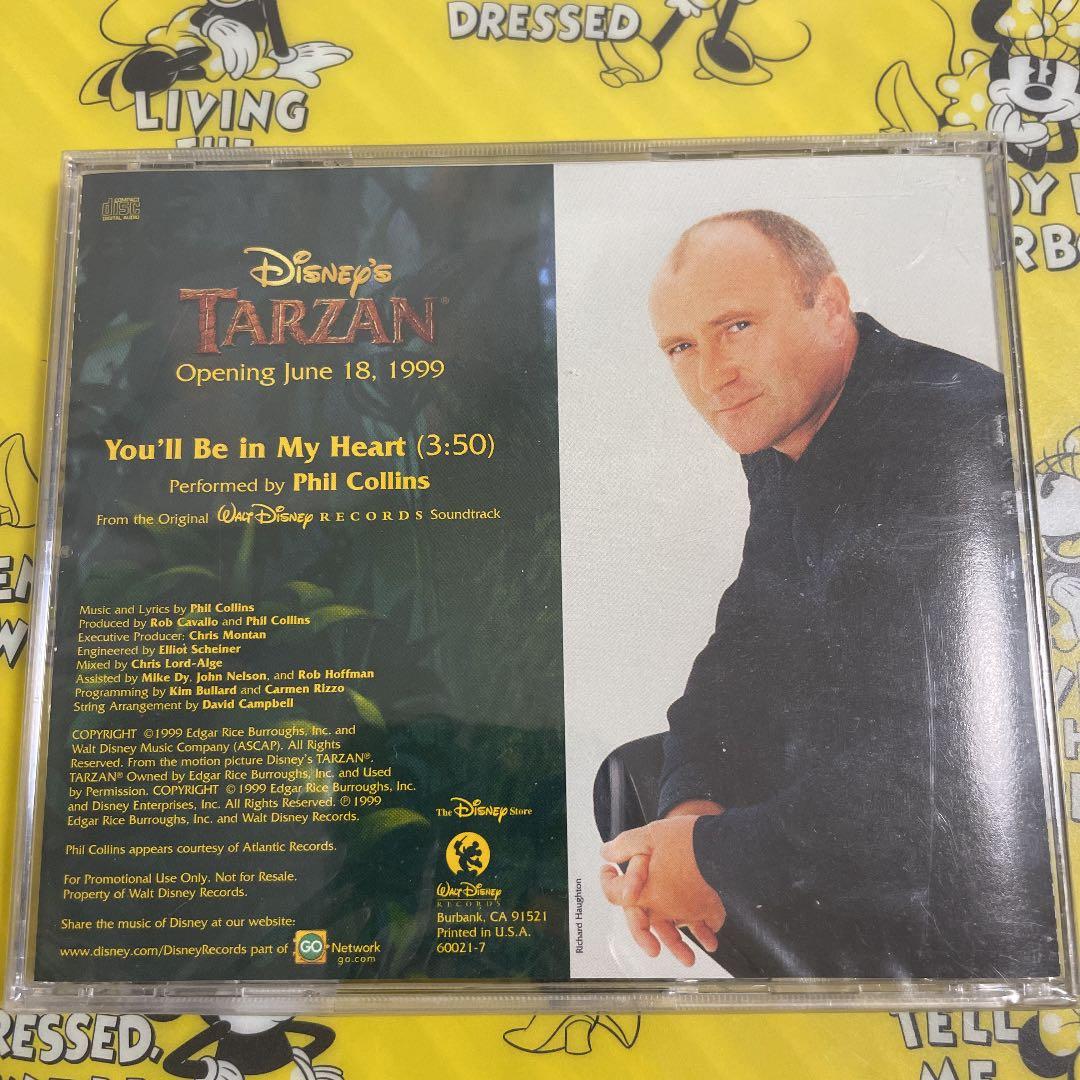 DRESSED
LIVING
THE
COMPACT
disc
DIGITAL AUDIO
Disney's
TARZAN®
Opening June 18, 1999
You'll Be in My Heart (3:50)
Performed by Phil Collins
From the Original Walt Disney RECORDS Soundtrack
Music and Lyrics by Phil Collins
Produced by Rob Cavallo and Phil Collins
Executive Producer: Chris Montan
Engineered by Elliot Scheiner
Mixed by Chris Lord-Alge
Assisted by Mike Dy, John Nelson, and Rob Hoffman
Programming by Kim Bullard and Carmen Rizzo
String Arrangement by David Campbell
COPYRIGHT ©1999 Edgar Rice Burroughs, Inc. and
Walt Disney Music Company (ASCAP). All Rights
Reserved. From the motion picture Disney's TARZAN®.
TARZAN® Owned by Edgar Rice Burroughs, Inc. and Used
by Permission. COPYRIGHT © 1999 Edgar Rice Burroughs, Inc.
and Disney Enterprises, Inc. All Rights Reserved. ℗ 1999
Edgar Rice Burroughs, Inc. and Walt Disney Records.
Phil Collins appears courtesy of Atlantic Records.
For Promotional Use Only. Not for Resale.
Property of Walt Disney Records.
Share the music of Disney at our website:
www.disney.com/DisneyRecords part of GO Network
go.com
The Disney Store
Walt Disney
RECORDS
Burbank, CA 91521
Printed in U.S.A.
60021-7
Richard Haughton
RESSED.
TELL
ME